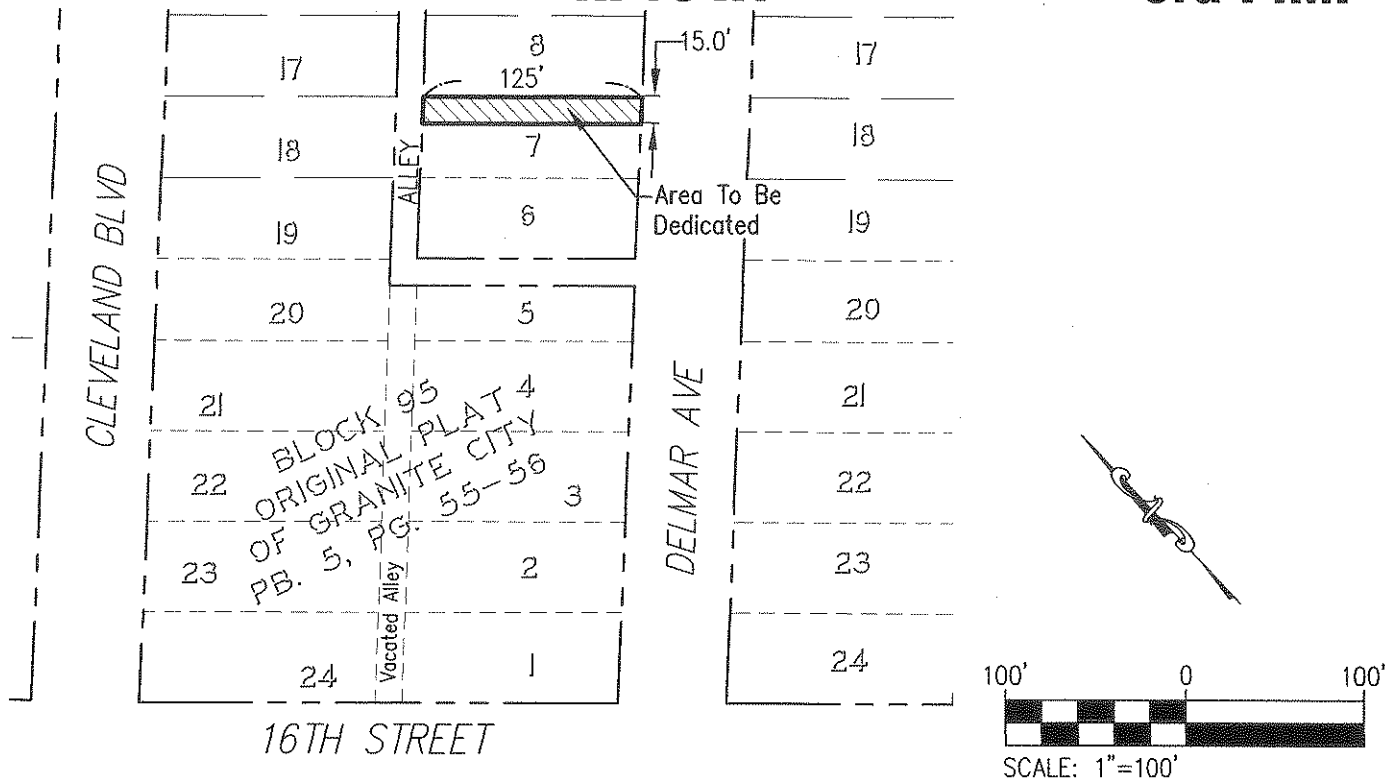 8
15.0'
17
125'
17
18
7
18
ALLEY
Area To Be
Dedicated
6
19
19
CLEVELAND BLVD
20
5
20
21
4
21
BLOCK 95
ORIGINAL PLAT
OF GRANITE CITY
PB. 5, PG. 55-56
DELMAR AVE
22
3
22
23
2
23
Vacated Alley
24
1
24
16TH STREET
100'
0
100'
SCALE: 1"=100'